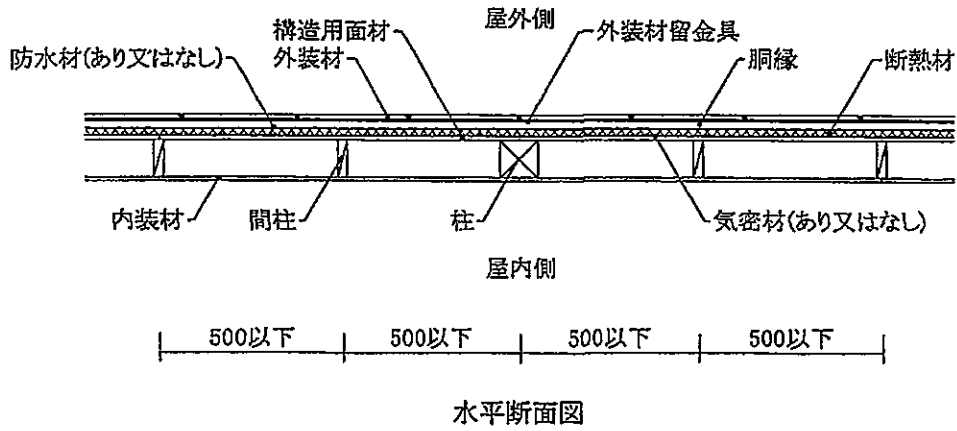 屋外側
構造用面材
外装材留金具
防水材(あり又はなし)
外装材
胴縁
断熱材
内装材
間柱
柱
気密材(あり又はなし)
屋内側
500以下
500以下
500以下
500以下
水平断面図